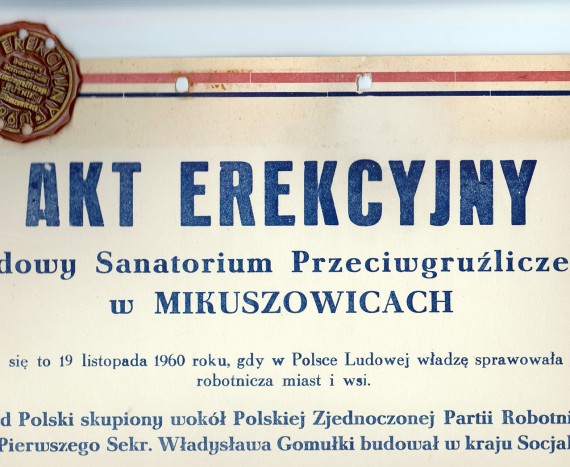 AKT EREKCYJNY
dowy Sanatorium Przeciwgruźlicze
w MIKUSZOWICACH
się to 19 listopada 1960 roku, gdy w Polsce Ludowej władzę sprawowała
robotnicza miast i wsi.
d Polski skupiony wokół Polskiej Zjednoczonej Partii Robotni
Pierwszego Sekr. Władysława Gomułki budował w kraju Socjal